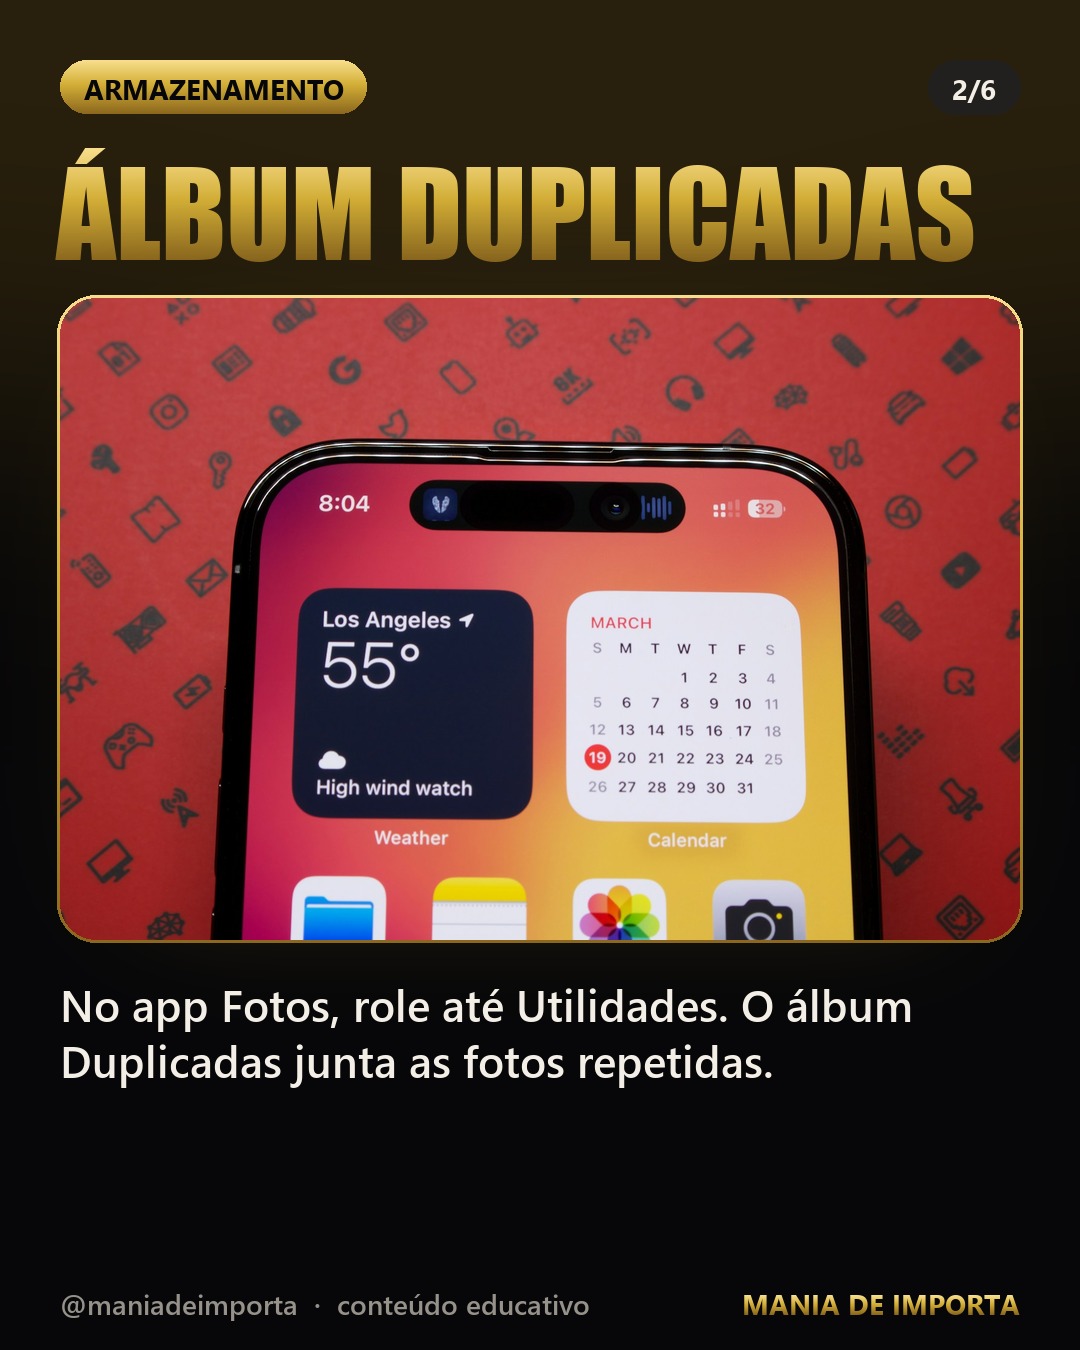 ARMAZENAMENTO
2/6
ÁLBUM DUPLICADAS
8K
8:04
32
Los Angeles
55°
High wind watch
Weather
MARCH
S M T W T F S
1 2 3 4
5 6 7 8 9 10 11
12 13 14 15 16 17 18
19 20 21 22 23 24 25
26 27 28 29 30 31
Calendar
No app Fotos, role até Utilidades. O álbum
Duplicadas junta as fotos repetidas.
@maniadeimporta · conteúdo educativo
MANIA DE IMPORTA